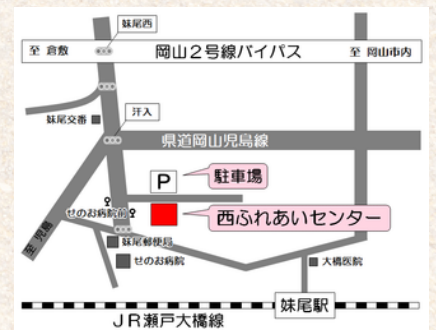 妹尾西
至 倉敷
岡山2号線バイパス
至 岡山市内
妹尾交番
汗入
県道岡山児島線
P
駐車場
せのお病院前
西ふれあいセンター
至 児島
妹尾郵便局
せのお病院
大橋医院
妹尾駅
JR瀬戸大橋線